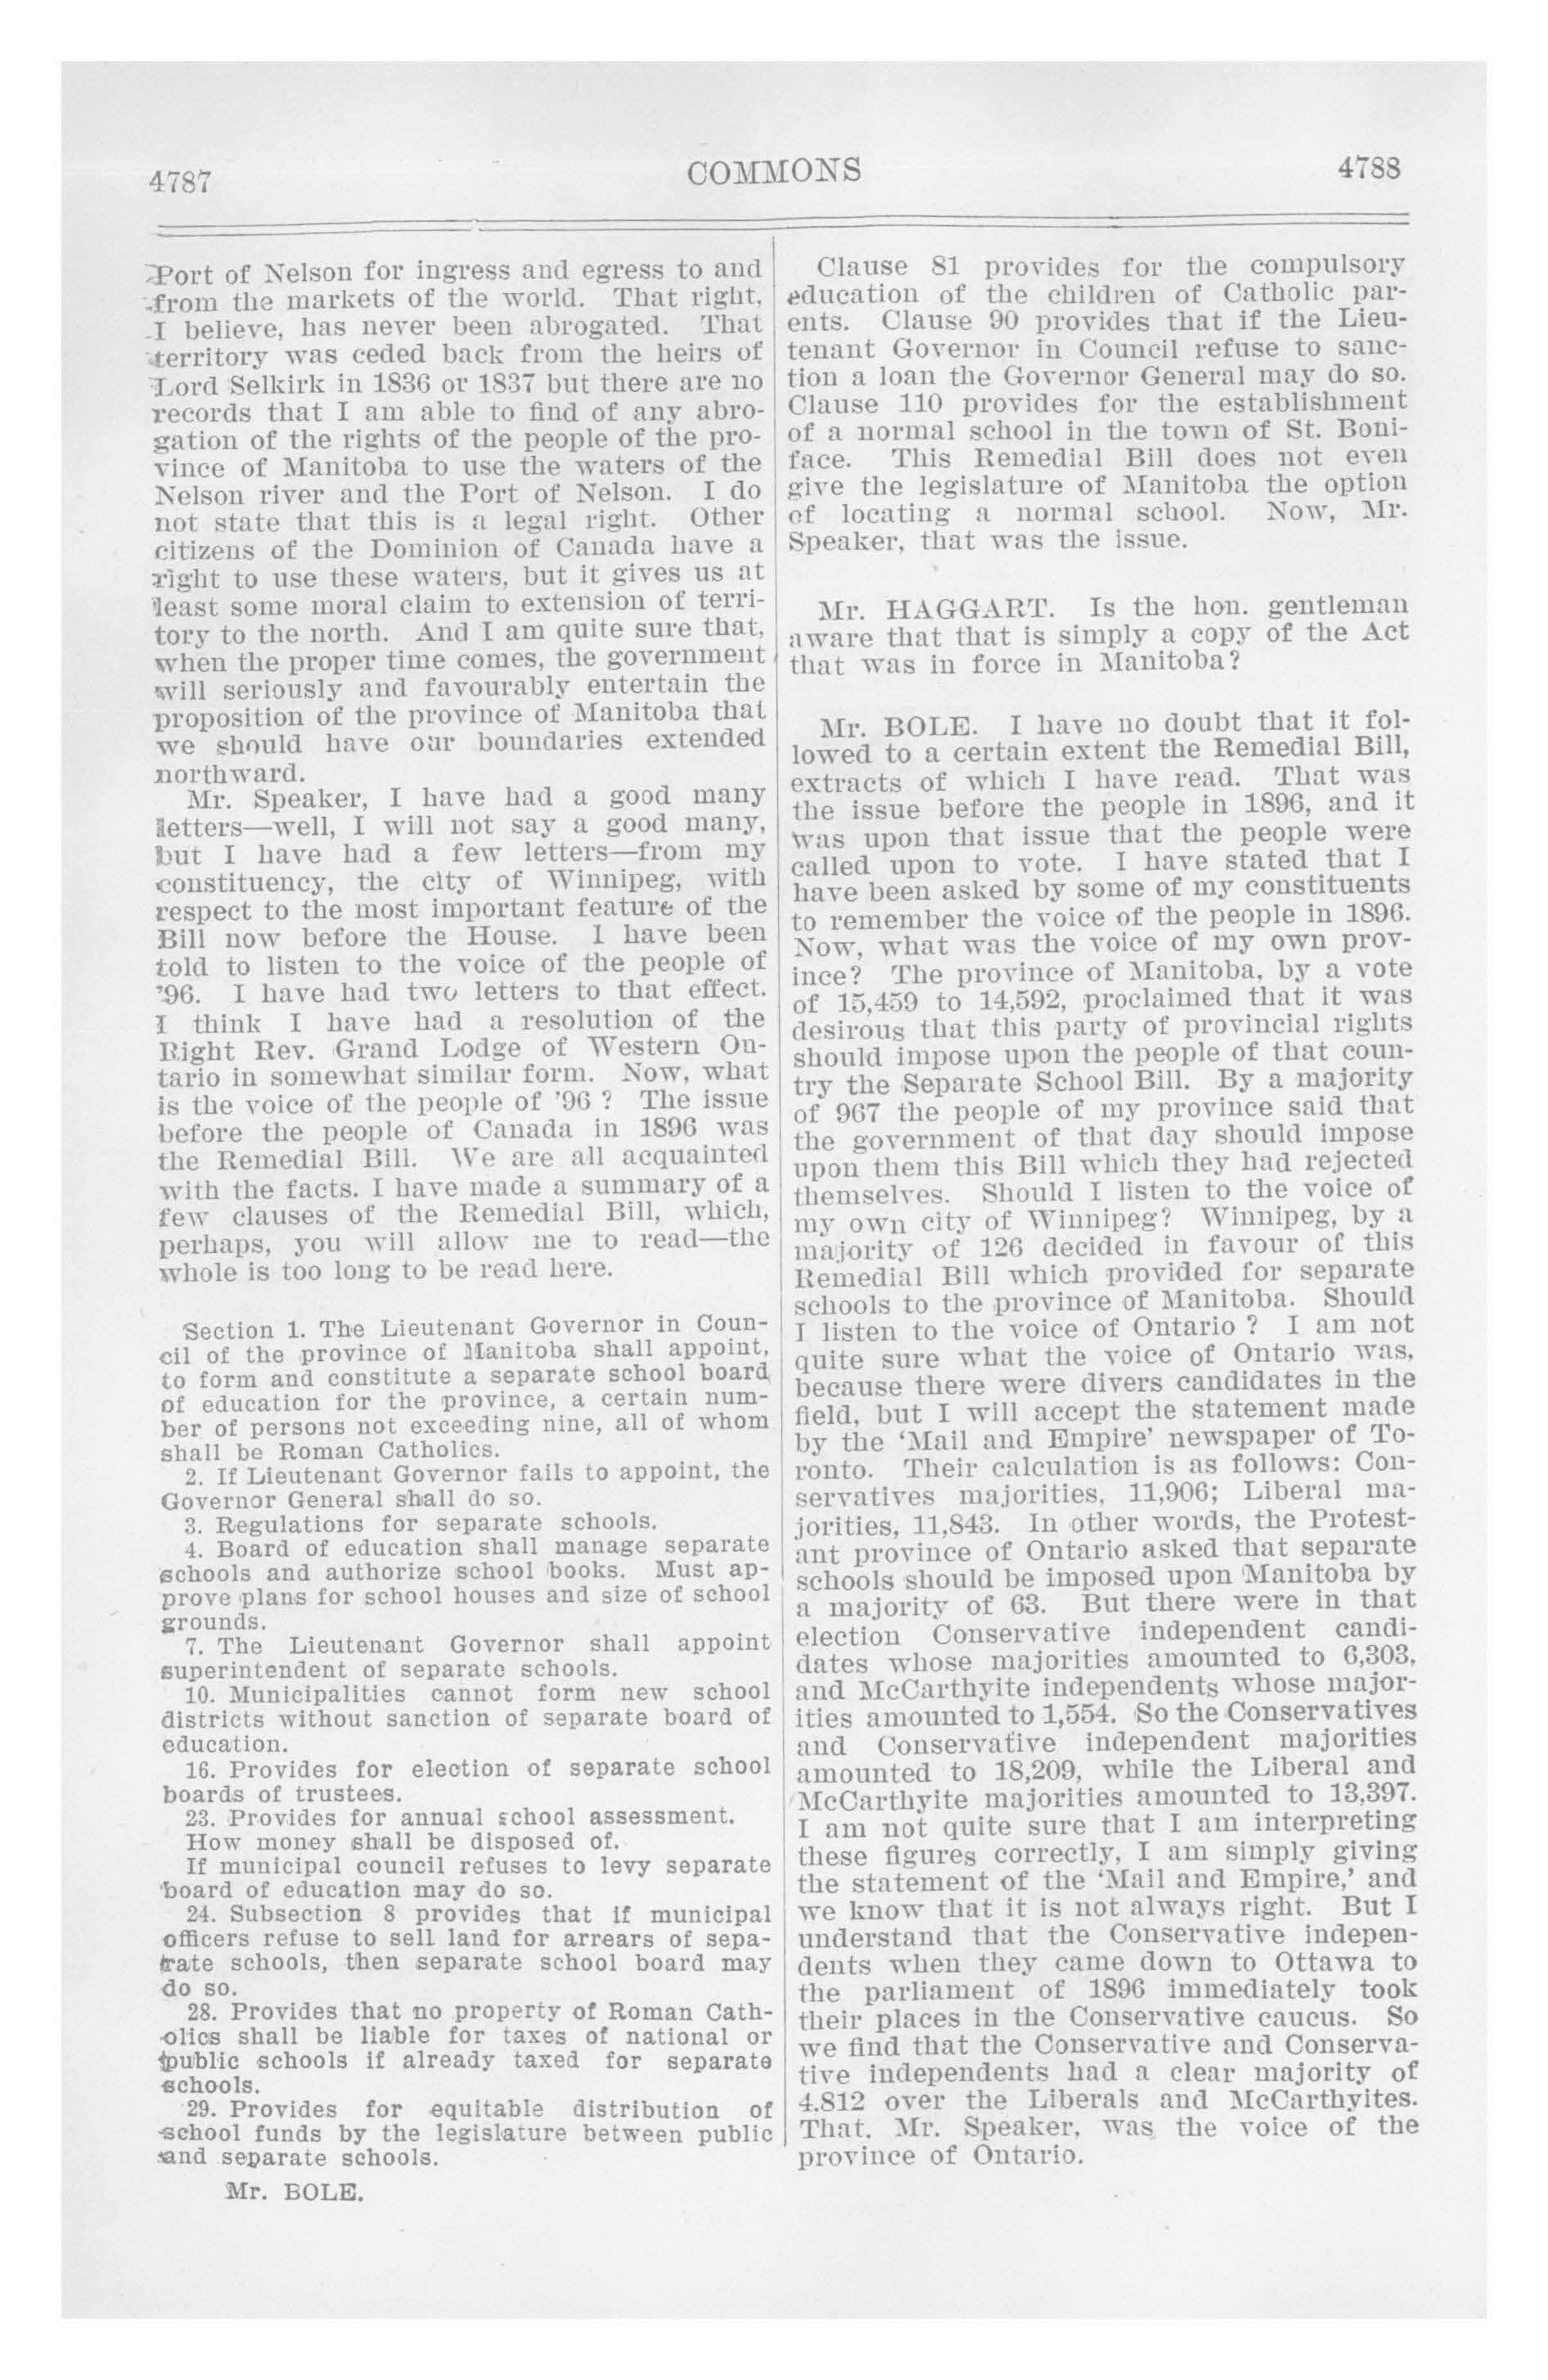 4787
COMMONS
4788
Port of Nelson for ingress and egress to and
from the markets of the world. That right,
I believe, has never been abrogated. That
territory was ceded back from the heirs of
Lord Selkirk in 1836 or 1837 but there are no
records that I am able to find of any abro-
gation of the rights of the people of the pro-
vince of Manitoba to use the waters of the
Nelson river and the Port of Nelson. I do
not state that this is a legal right. Other
citizens of the Dominion of Canada have a
right to use these waters, but it gives us at
least some moral claim to extension of terri-
tory to the north. And I am quite sure that,
when the proper time comes, the government
will seriously and favourably entertain the
proposition of the province of Manitoba that
we should have our boundaries extended
northward.
Mr. Speaker, I have had a good many
letters—well, I will not say a good many,
but I have had a few letters—from my
constituency, the city of Winnipeg, with
respect to the most important feature of the
Bill now before the House. I have been
told to listen to the voice of the people of
'96. I have had two letters to that effect.
I think I have had a resolution of the
Right Rev. Grand Lodge of Western On-
tario in somewhat similar form. Now, what
is the voice of the people of '96 ? The issue
before the people of Canada in 1896 was
the Remedial Bill. We are all acquainted
with the facts. I have made a summary of a
few clauses of the Remedial Bill, which,
perhaps, you will allow me to read—the
whole is too long to be read here.
Section 1. The Lieutenant Governor in Coun-
cil of the province of Manitoba shall appoint,
to form and constitute a separate school board
of education for the province, a certain num-
ber of persons not exceeding nine, all of whom
shall be Roman Catholics.
2. If Lieutenant Governor fails to appoint, the
Governor General shall do so.
3. Regulations for separate schools.
4. Board of education shall manage separate
schools and authorize school books. Must ap-
prove plans for school houses and size of school
grounds.
7. The Lieutenant Governor shall appoint
superintendent of separate schools.
10. Municipalities cannot form new school
districts without sanction of separate board of
education.
16. Provides for election of separate school
boards of trustees.
23. Provides for annual school assessment.
How money shall be disposed of.
If municipal council refuses to levy separate
board of education may do so.
24. Subsection 8 provides that if municipal
officers refuse to sell land for arrears of sepa-
rate schools, then separate school board may
do so.
28. Provides that no property of Roman Cath-
olics shall be liable for taxes of national or
public schools if already taxed for separate
schools.
29. Provides for equitable distribution of
school funds by the legislature between public
and separate schools.
Mr. BOLE.
Clause 81 provides for the compulsory
education of the children of Catholic par-
ents. Clause 90 provides that if the Lieu-
tenant Governor in Council refuse to sanc-
tion a loan the Governor General may do so.
Clause 110 provides for the establishment
of a normal school in the town of St. Boni-
face. This Remedial Bill does not even
give the legislature of Manitoba the option
of locating a normal school. Now, Mr.
Speaker, that was the issue.
Mr. HAGGART. Is the hon. gentleman
aware that that is simply a copy of the Act
that was in force in Manitoba?
Mr. BOLE. I have no doubt that it fol-
lowed to a certain extent the Remedial Bill,
extracts of which I have read. That was
the issue before the people in 1896, and it
was upon that issue that the people were
called upon to vote. I have stated that I
have been asked by some of my constituents
to remember the voice of the people in 1896.
Now, what was the voice of my own prov-
ince? The province of Manitoba, by a vote
of 15,459 to 14,592, proclaimed that it was
desirous that this party of provincial rights
should impose upon the people of that coun-
try the Separate School Bill. By a majority
of 967 the people of my province said that
the government of that day should impose
upon them this Bill which they had rejected
themselves. Should I listen to the voice of
my own city of Winnipeg? Winnipeg, by a
majority of 126 decided in favour of this
Remedial Bill which provided for separate
schools to the province of Manitoba. Should
I listen to the voice of Ontario ? I am not
quite sure what the voice of Ontario was,
because there were divers candidates in the
field, but I will accept the statement made
by the 'Mail and Empire' newspaper of To-
ronto. Their calculation is as follows: Con-
servatives majorities, 11,906; Liberal ma-
jorities, 11,843. In other words, the Protest-
ant province of Ontario asked that separate
schools should be imposed upon Manitoba by
a majority of 63. But there were in that
election Conservative independent candi-
dates whose majorities amounted to 6,303,
and McCarthyite independents whose major-
ities amounted to 1,554. So the Conservatives
and Conservative independent majorities
amounted to 18,209, while the Liberal and
McCarthyite majorities amounted to 13,397.
I am not quite sure that I am interpreting
these figures correctly, I am simply giving
the statement of the 'Mail and Empire,' and
we know that it is not always right. But I
understand that the Conservative indepen-
dents when they came down to Ottawa to
the parliament of 1896 immediately took
their places in the Conservative caucus. So
we find that the Conservative and Conserva-
tive independents had a clear majority of
4,812 over the Liberals and McCarthyites.
That, Mr. Speaker, was the voice of the
province of Ontario.